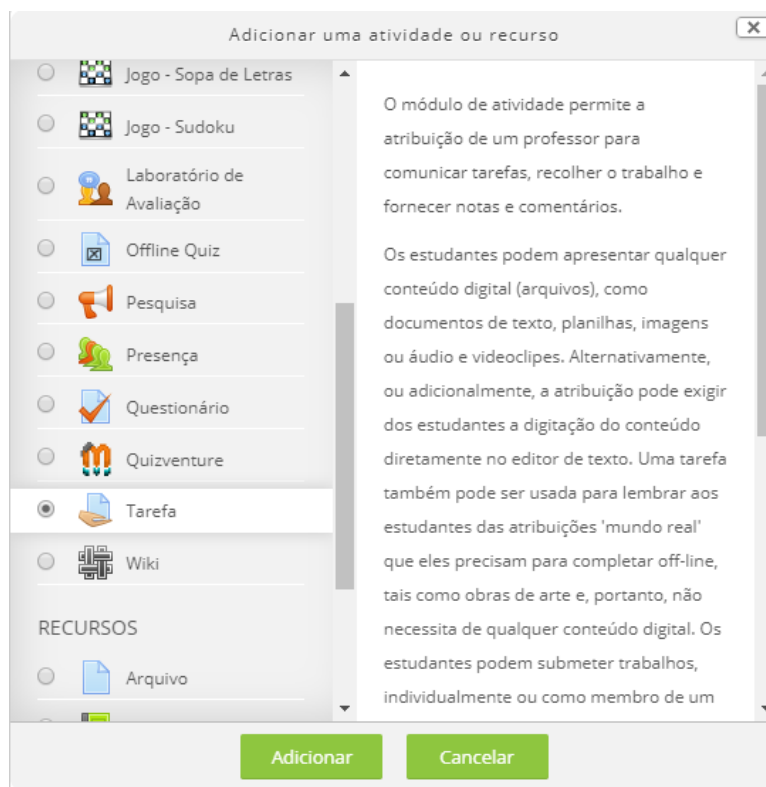 Adicionar uma atividade ou recurso
Jogo - Sopa de Letras
Jogo - Sudoku
Laboratório de
Avaliação
Offline Quiz
Pesquisa
Presença
Questionário
Quizventure
Tarefa
Wiki
RECURSOS
Arquivo
O módulo de atividade permite a
atribuição de um professor para
comunicar tarefas, recolher o trabalho e
fornecer notas e comentários.
Os estudantes podem apresentar qualquer
conteúdo digital (arquivos), como
documentos de texto, planilhas, imagens
ou áudio e videoclipes. Alternativamente,
ou adicionalmente, a atribuição pode exigir
dos estudantes a digitação do conteúdo
diretamente no editor de texto. Uma tarefa
também pode ser usada para lembrar aos
estudantes das atribuições 'mundo real'
que eles precisam para completar off-line,
tais como obras de arte e, portanto, não
necessita de qualquer conteúdo digital. Os
estudantes podem submeter trabalhos,
individualmente ou como membro de um
Adicionar
Cancelar